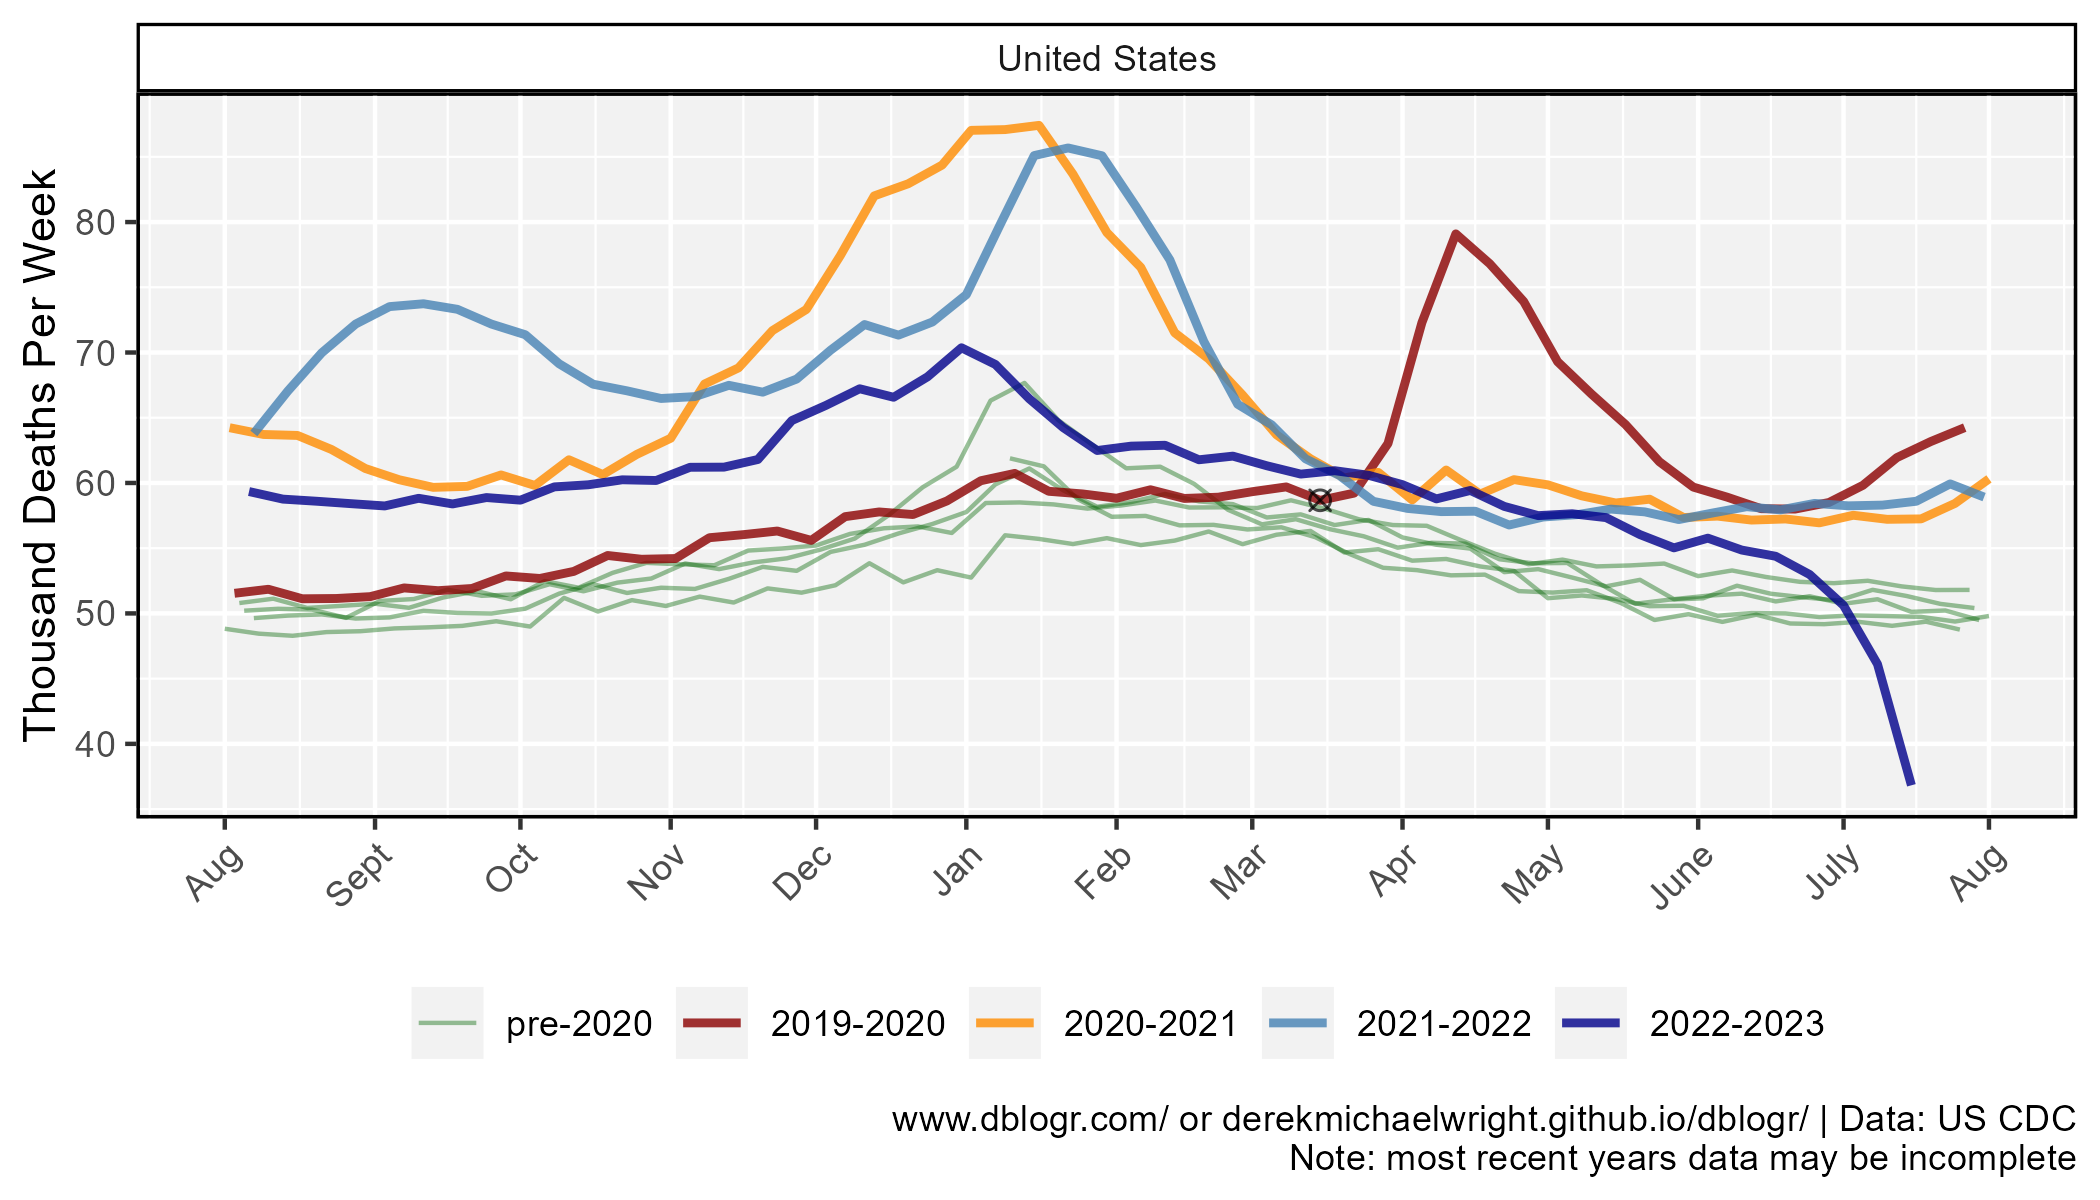 United States
Thousand Deaths Per Week
80
70
60
50
40
Aug Sept Oct Nov Dec Jan Feb Mar Apr May June July Aug
pre-2020 2019-2020 2020-2021 2021-2022 2022-2023
www.dblogr.com/ or derekmichaelwright.github.io/dblogr/ | Data: US CDC
Note: most recent years data may be incomplete